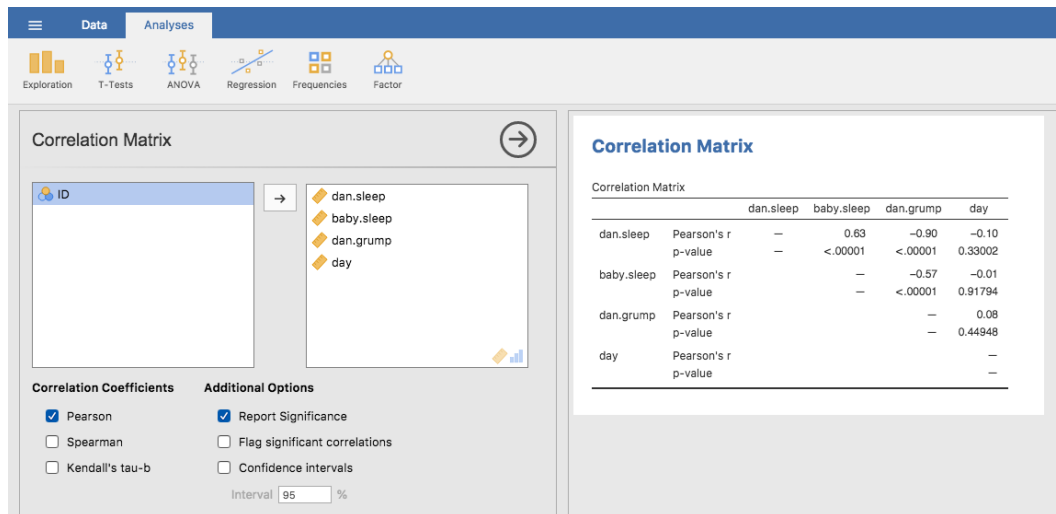 Data Analyses
Exploration T-Tests ANOVA Regression Frequencies Factor
Correlation Matrix
ID
dan.sleep
baby.sleep
dan.grump
day
Correlation Coefficients
Pearson
Spearman
Kendall's tau-b
Additional Options
Report Significance
Flag significant correlations
Confidence intervals
Interval 95 %
Correlation Matrix
Correlation Matrix
dan.sleep baby.sleep dan.grump day
dan.sleep Pearson's r — 0.63 −0.90 −0.10
p-value — <.00001 <.00001 0.33002
baby.sleep Pearson's r — −0.57 −0.01
p-value — <.00001 0.91794
dan.grump Pearson's r — 0.08
p-value — 0.44948
day Pearson's r —
p-value —